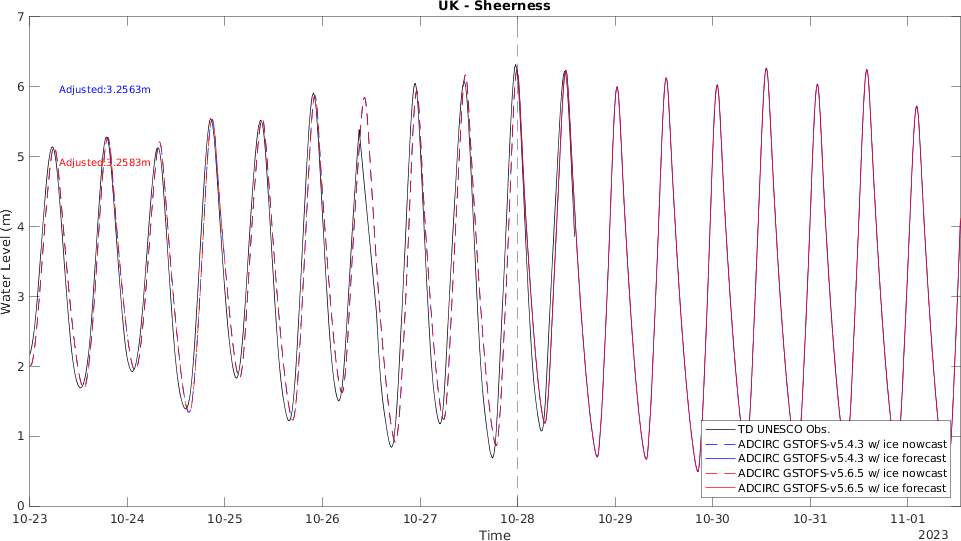 UK - Sheerness
7
6
5
4
3
2
1
0
Water Level (m)
Adjusted:3.2563m
Adjusted:3.2583m
TD UNESCO Obs.
ADCIRC GSTOFS-v5.4.3 w/ ice nowcast
ADCIRC GSTOFS-v5.4.3 w/ ice forecast
ADCIRC GSTOFS-v5.6.5 w/ ice nowcast
ADCIRC GSTOFS-v5.6.5 w/ ice forecast
10-23 10-24 10-25 10-26 10-27 10-28 10-29 10-30 10-31 11-01
Time
2023